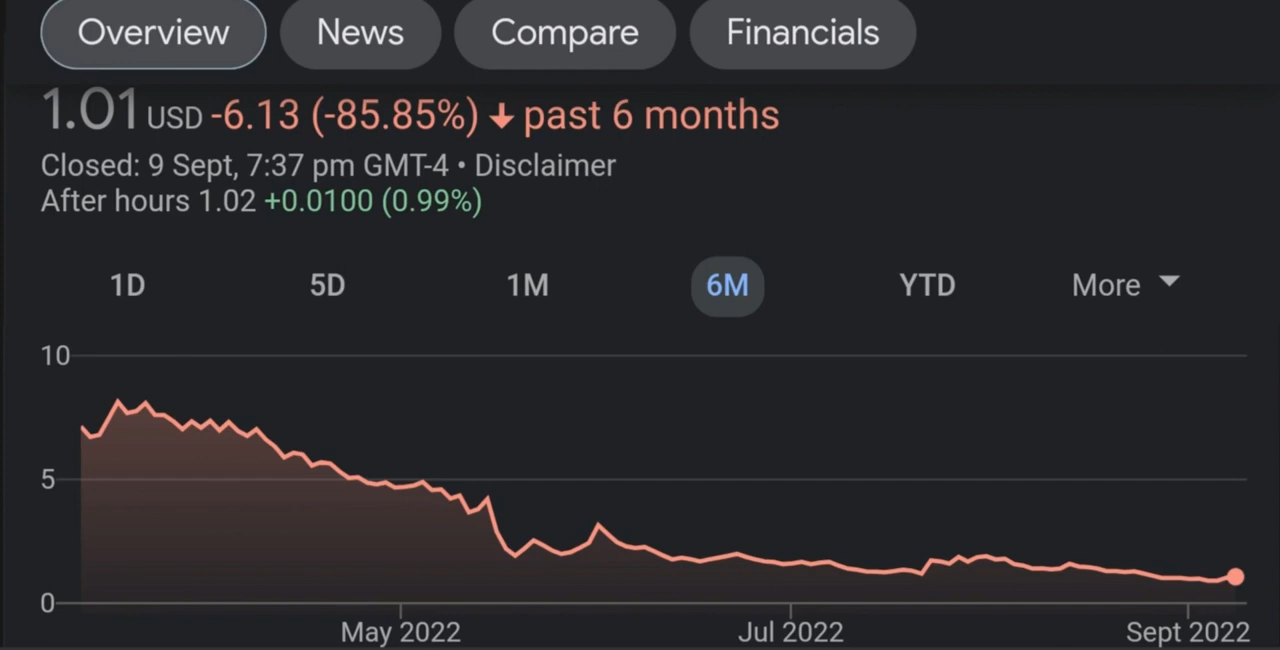 Overview News Compare Financials
1.01 USD -6.13 (-85.85%) ↓ past 6 months
Closed: 9 Sept, 7:37 pm GMT-4 • Disclaimer
After hours 1.02 +0.0100 (0.99%)
1D 5D 1M 6M YTD More
10
5
0
May 2022 Jul 2022 Sept 2022